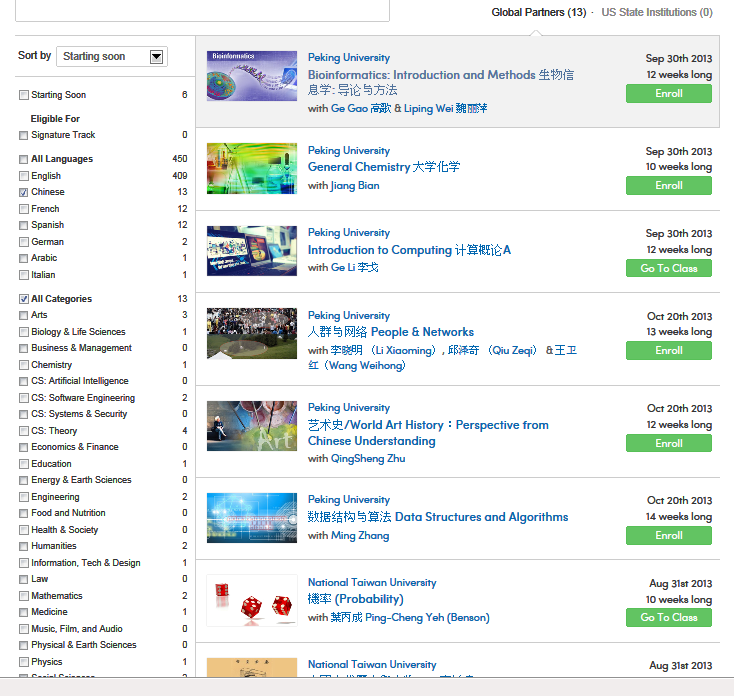 Global Partners (13) · US State Institutions (0)
Sort by Starting soon
Starting Soon 6
Eligible For
Signature Track 0
All Languages 450
English 409
Chinese 13
French 12
Spanish 12
German 2
Arabic 1
Italian 1
All Categories 13
Arts 3
Biology & Life Sciences 1
Business & Management 0
Chemistry 1
CS: Artificial Intelligence 0
CS: Software Engineering 2
CS: Systems & Security 0
CS: Theory 4
Economics & Finance 0
Education 1
Energy & Earth Sciences 0
Engineering 2
Food and Nutrition 0
Health & Society 0
Humanities 2
Information, Tech & Design 1
Law 0
Mathematics 2
Medicine 1
Music, Film, and Audio 0
Physical & Earth Sciences 0
Physics 1
Bioinformatics
Peking University
Bioinformatics: Introduction and Methods 生物信
息学: 导论与方法
with Ge Gao 高歌 & Liping Wei 魏丽萍
Sep 30th 2013
12 weeks long
Enroll
Peking University
General Chemistry 大学化学
with Jiang Bian
Sep 30th 2013
10 weeks long
Enroll
Peking University
Introduction to Computing 计算概论A
with Ge Li 李戈
Sep 30th 2013
12 weeks long
Go To Class
Peking University
人群与网络 People & Networks
with 李晓明 （Li Xiaoming）, 邱泽奇 （Qiu Zeqi） & 王卫
红（Wang Weihong）
Oct 20th 2013
13 weeks long
Enroll
Art
Peking University
艺术史/World Art History：Perspective from
Chinese Understanding
with QingSheng Zhu
Oct 20th 2013
12 weeks long
Enroll
Peking University
数据结构与算法 Data Structures and Algorithms
with Ming Zhang
Oct 20th 2013
14 weeks long
Enroll
National Taiwan University
機率 (Probability)
with 葉丙成 Ping-Cheng Yeh (Benson)
Aug 31st 2013
10 weeks long
Go To Class
National Taiwan University
Aug 31st 2013